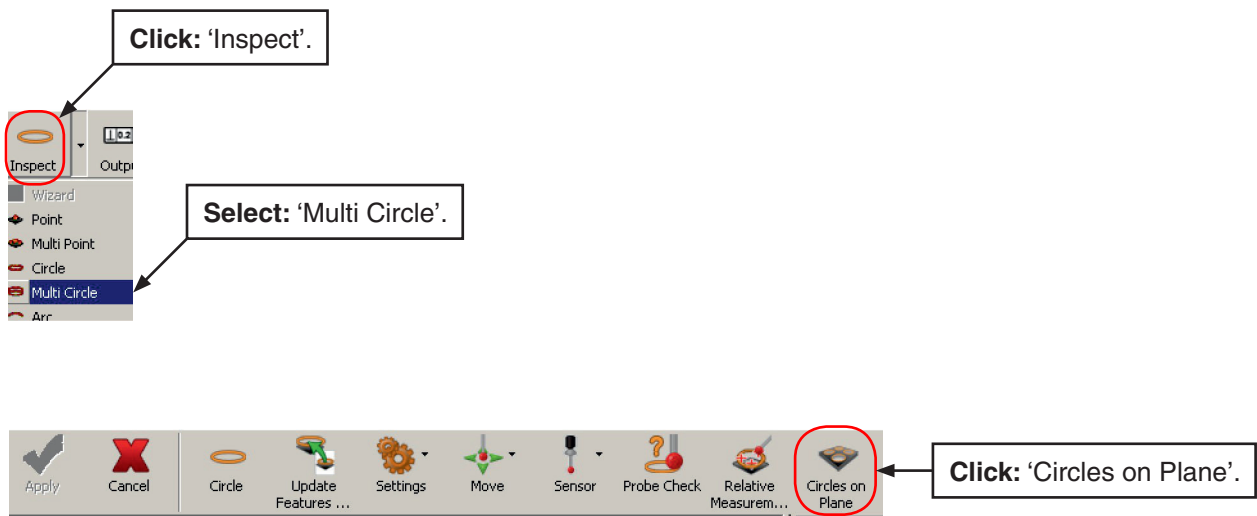 Click: ‘Inspect’.
Inspect
Wizard
Point
Multi Point
Circle
Multi Circle
Arc
Select: ‘Multi Circle’.
Apply Cancel Circle Update Settings Move Sensor Probe Check Relative Circles on
Features ... Measurem... Plane
Click: ‘Circles on Plane’.